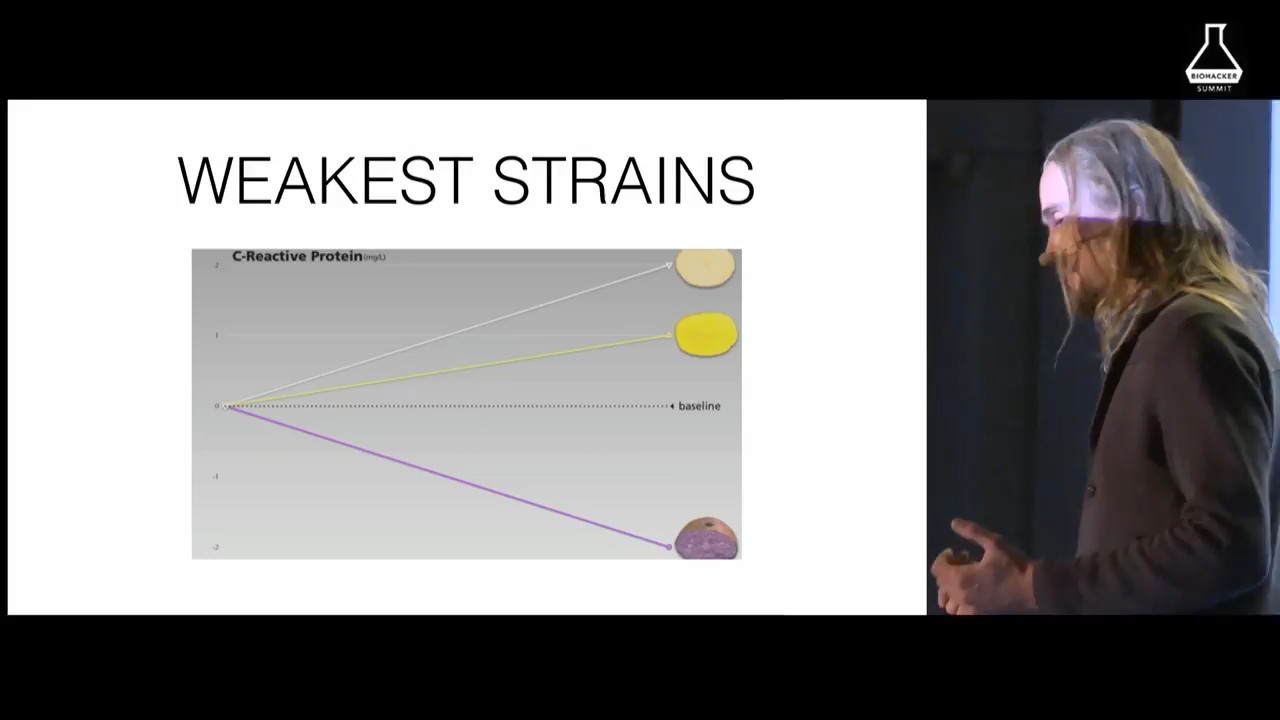 BIOHACKER
SUMMIT
WEAKEST STRAINS
C-Reactive Protein (mg/L)
2
1
0
baseline
-1
-2